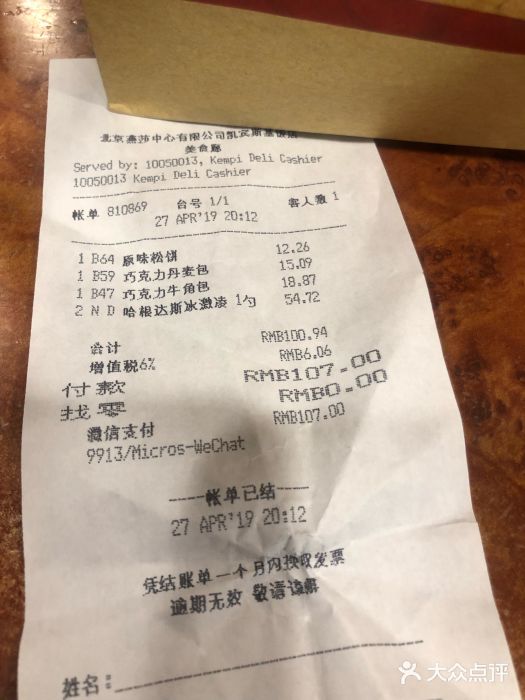 北京燕莎中心有限公司凯宾斯基饭店
美食廊
Served by: 10050013, Kempi Deli Cashier
10050013 Kempi Deli Cashier
帐单 810869 台号 1/1 客人数 1
27 APR'19 20:12
1 B64 原味松饼 12.26
1 B59 巧克力丹麦包 15.09
1 B47 巧克力牛角包 18.87
2 N D 哈根达斯冰激凌 1勺 54.72
合计 RMB100.94
增值税6% RMB6.06
付款 RMB107.00
找零 RMB0.00
微信支付 RMB107.00
9913/Micros-WeChat
-----帐单已结-----
27 APR'19 20:12
凭结账单一个月内换取发票
逾期无效 敬请谅解
姓名:
大众点评